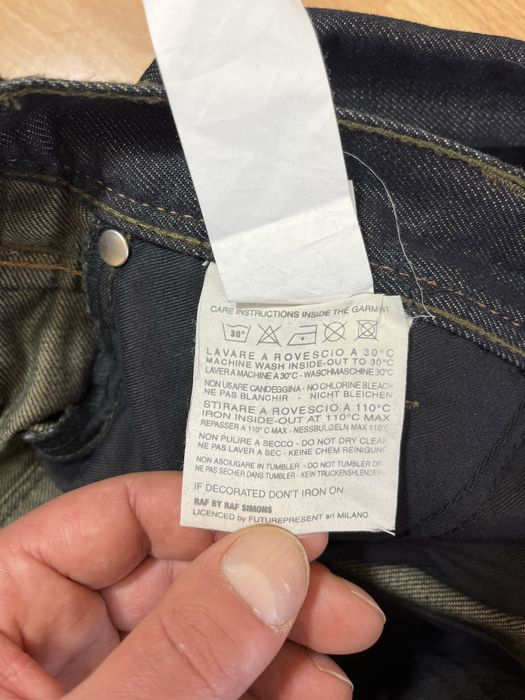 CARE INSTRUCTIONS INSIDE THE GARMENT
30°
LAVARE A ROVESCIO A 30°C
MACHINE WASH INSIDE-OUT TO 30°C
LAVER A MACHINE A 30°C - WASCHMASCHINE 30°C
NON USARE CANDEGGINA - NO CHLORINE BLEACH
NE PAS BLANCHIR - NICHT BLEICHEN
STIRARE A ROVESCIO A 110°C
IRON INSIDE-OUT AT 110°C MAX
REPASSER A 110° C MAX - NESSBULGELN MAX 110°C
NON PULIRE A SECCO - DO NOT DRY CLEAN
NE PAS LAVER A SEC - KEINE CHEM REINIGUNG
NON ASCIUGARE IN TUMBLER - DO NOT TUMBLER DR
NE PAS SECHER DANS TUMBLER - KEIN TRUCKENSHLENDER
IF DECORATED DON'T IRON ON
RAF BY RAF SIMONS
LICENCED by FUTUREPRESENT srl MILANO